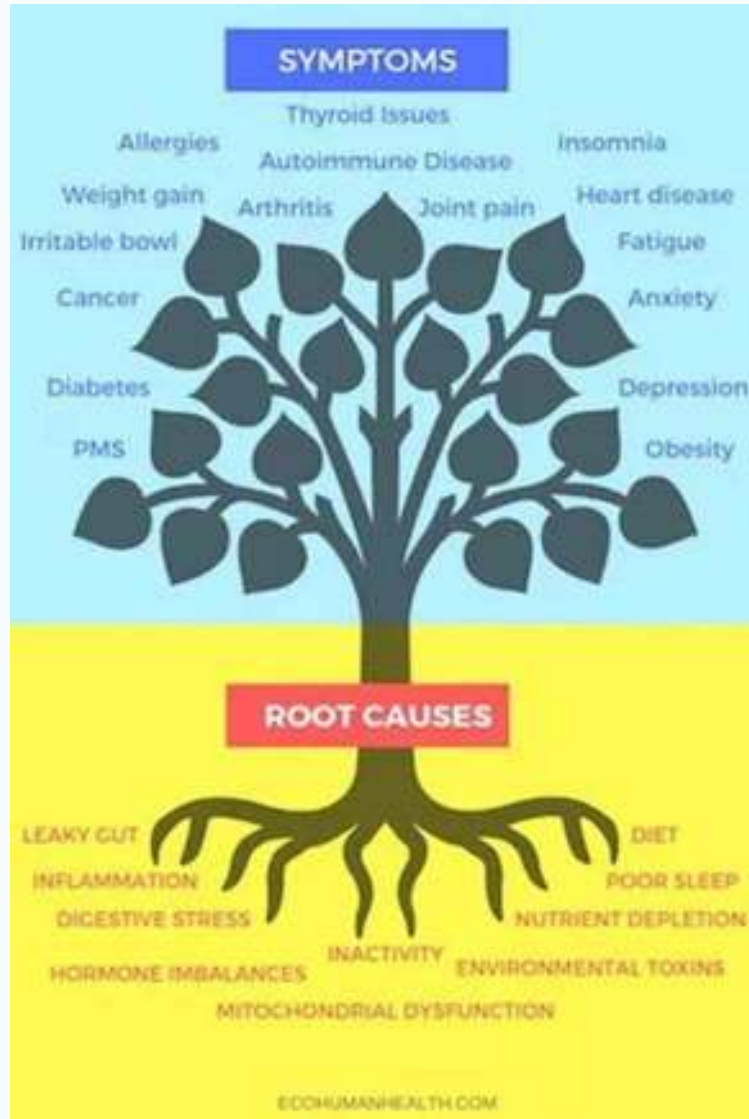 SYMPTOMS
Thyroid Issues
Allergies
Insomnia
Autoimmune Disease
Weight gain
Heart disease
Arthritis
Joint pain
Irritable bowl
Fatigue
Cancer
Anxiety
Diabetes
Depression
PMS
Obesity
ROOT CAUSES
LEAKY GUT
DIET
INFLAMMATION
POOR SLEEP
DIGESTIVE STRESS
NUTRIENT DEPLETION
INACTIVITY
HORMONE IMBALANCES
ENVIRONMENTAL TOXINS
MITOCHONDRIAL DYSFUNCTION
ECOHUMANHEALTH.COM